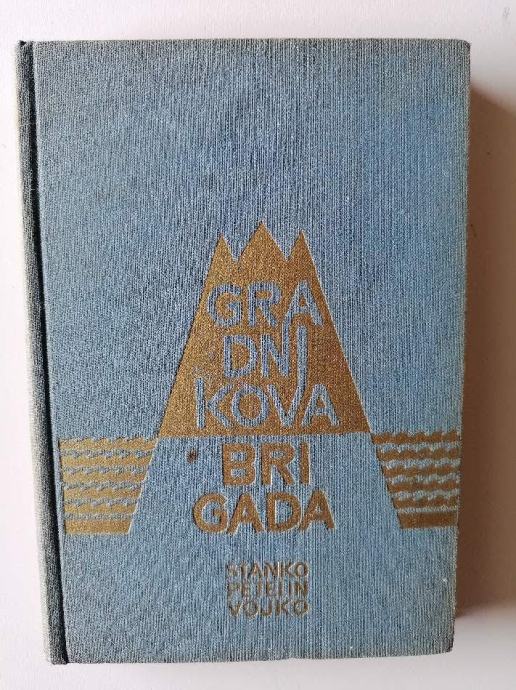 GRA
DNI
KOVA
BRI
GADA
STANKO
PETELIN
VOJKO